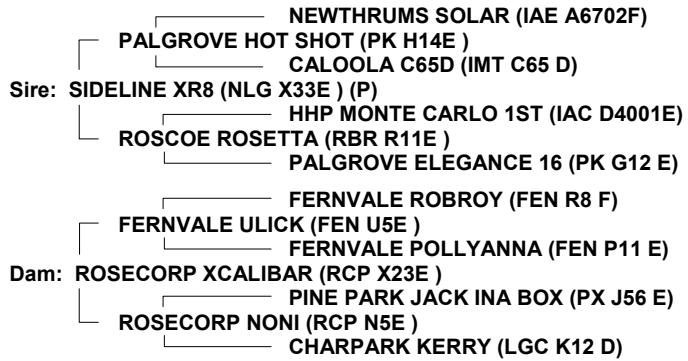 NEWTHRUMS SOLAR (IAE A6702F)
PALGROVE HOT SHOT (PK H14E )
CALOOLA C65D (IMT C65 D)
Sire: SIDELINE XR8 (NLG X33E ) (P)
HHP MONTE CARLO 1ST (IAC D4001E)
ROSCOE ROSETTA (RBR R11E )
PALGROVE ELEGANCE 16 (PK G12 E)
FERNVALE ROBROY (FEN R8 F)
FERNVALE ULICK (FEN U5E )
FERNVALE POLLYANNA (FEN P11 E)
Dam: ROSECORP XCALIBAR (RCP X23E )
PINE PARK JACK INA BOX (PX J56 E)
ROSECORP NONI (RCP N5E )
CHARPARK KERRY (LGC K12 D)